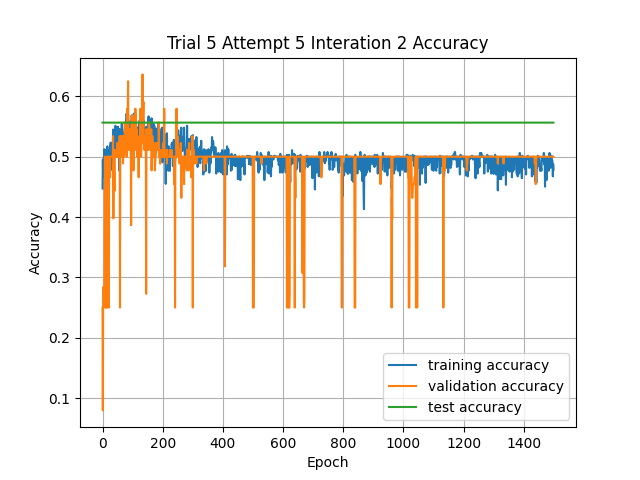 Trial 5 Attempt 5 Interation 2 Accuracy
Accuracy
0.6
0.5
0.4
0.3
0.2
0.1
0 200 400 600 800 1000 1200 1400
Epoch
training accuracy
validation accuracy
test accuracy